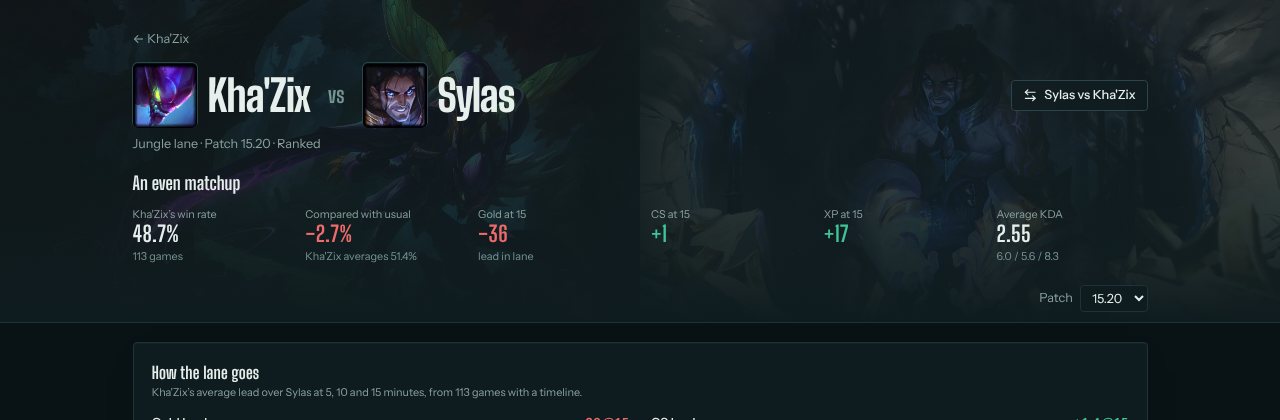 ← Kha'Zix
Kha'Zix vs Sylas
Sylas vs Kha'Zix
Jungle lane · Patch 15.20 · Ranked
An even matchup
Kha'Zix's win rate
48.7%
113 games
Compared with usual
−2.7%
Kha'Zix averages 51.4%
Gold at 15
−36
lead in lane
CS at 15
+1
XP at 15
+17
Average KDA
2.55
6.0 / 5.6 / 8.3
Patch 15.20
How the lane goes
Kha'Zix's average lead over Sylas at 5, 10 and 15 minutes, from 113 games with a timeline.